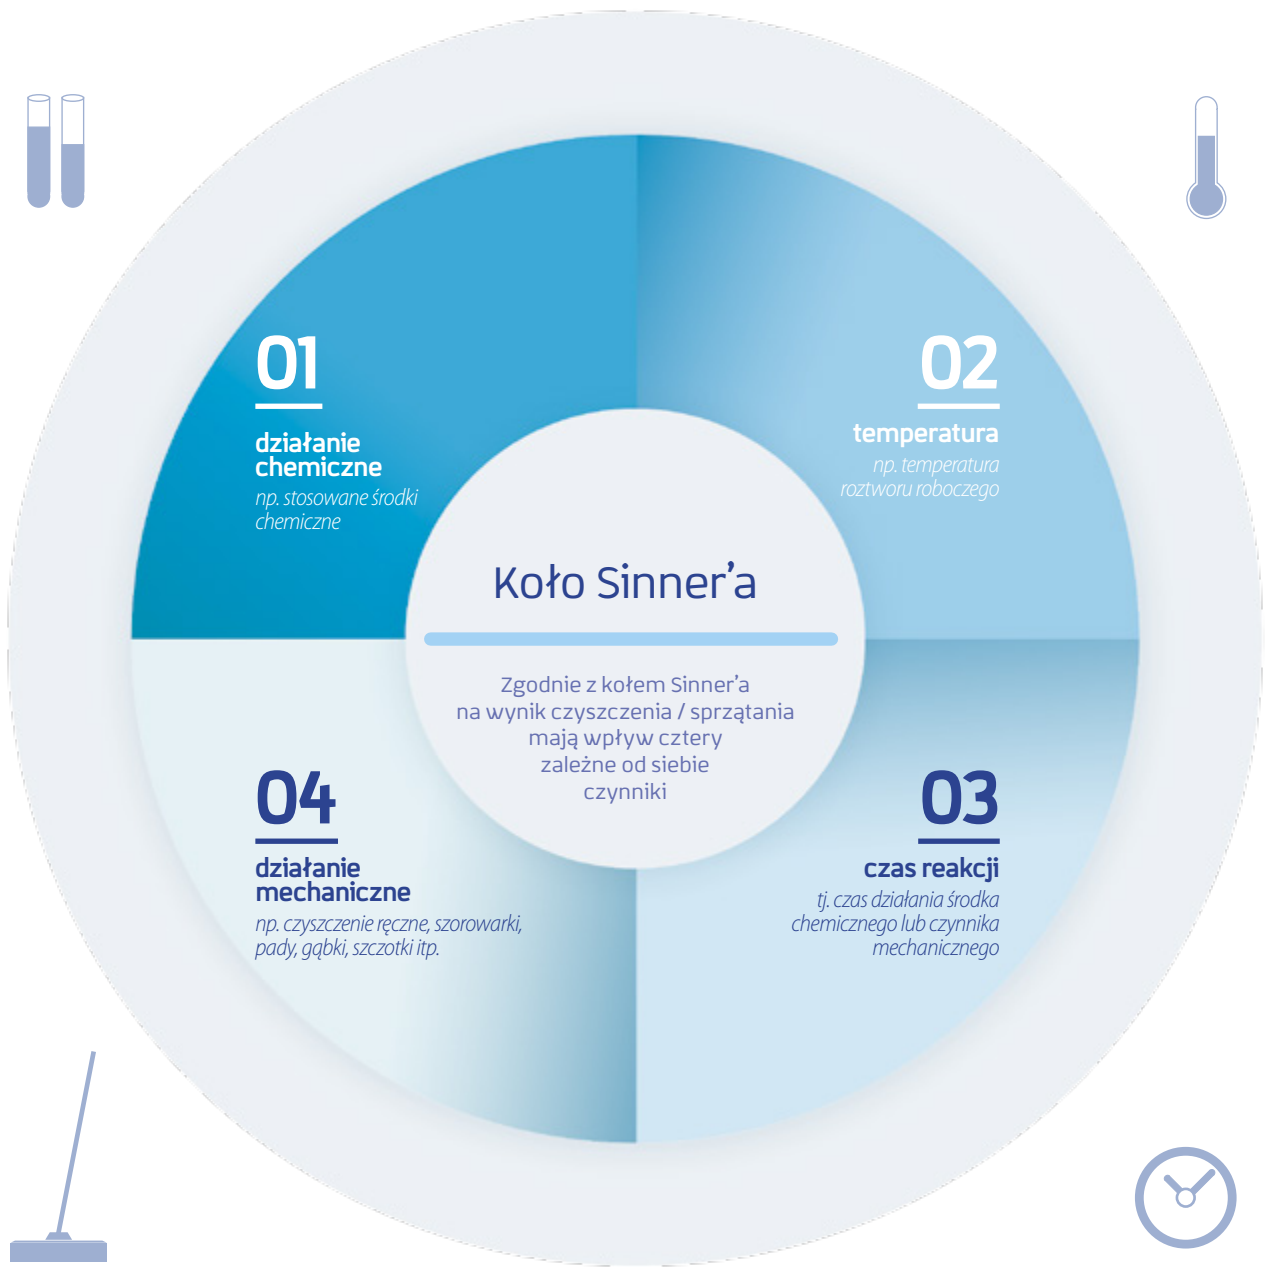 01
działanie
chemiczne
np. stosowane środki
chemiczne
02
temperatura
np. temperatura
roztworu roboczego
Koło Sinner’a
Zgodnie z kołem Sinner’a
na wynik czyszczenia / sprzątania
mają wpływ cztery
zależne od siebie
czynniki
03
czas reakcji
tj. czas działania środka
chemicznego lub czynnika
mechanicznego
04
działanie
mechaniczne
np. czyszczenie ręczne, szorowarki,
pady, gąbki, szczotki itp.